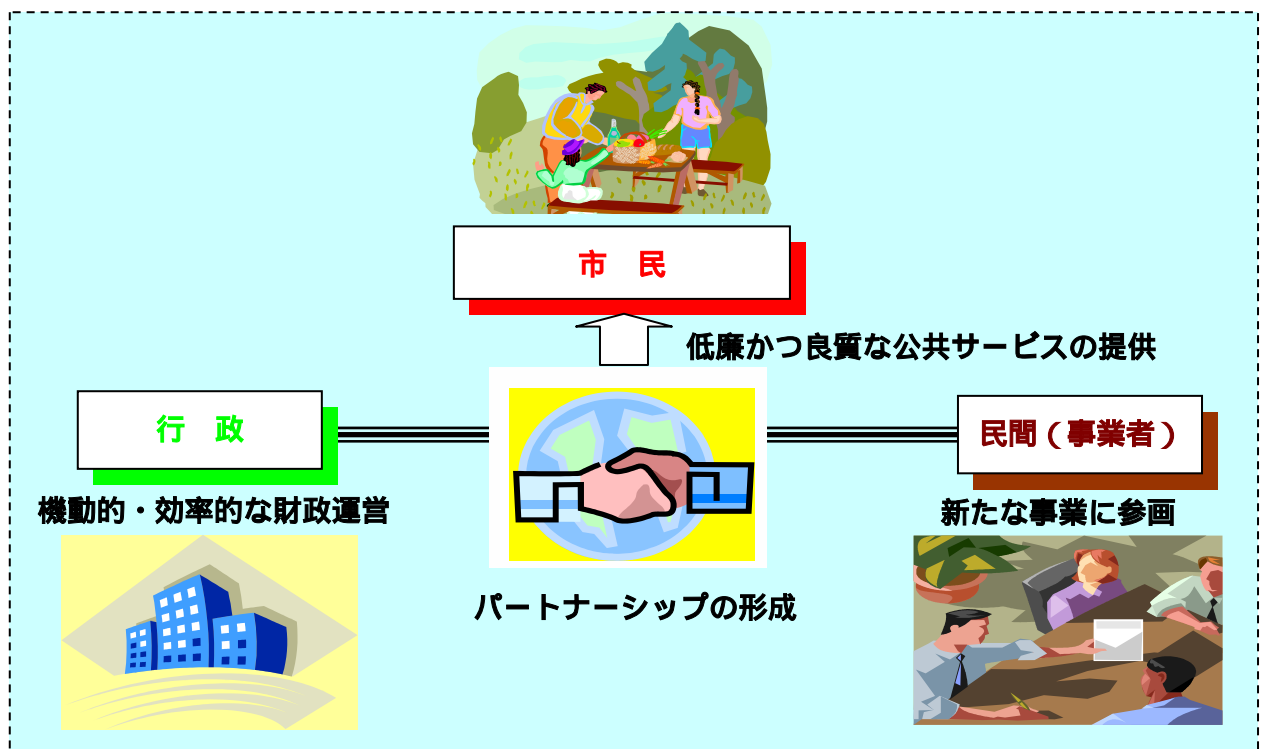 市　民
低廉かつ良質な公共サービスの提供
行　政
民間（事業者）
機動的・効率的な財政運営
新たな事業に参画
パートナーシップの形成